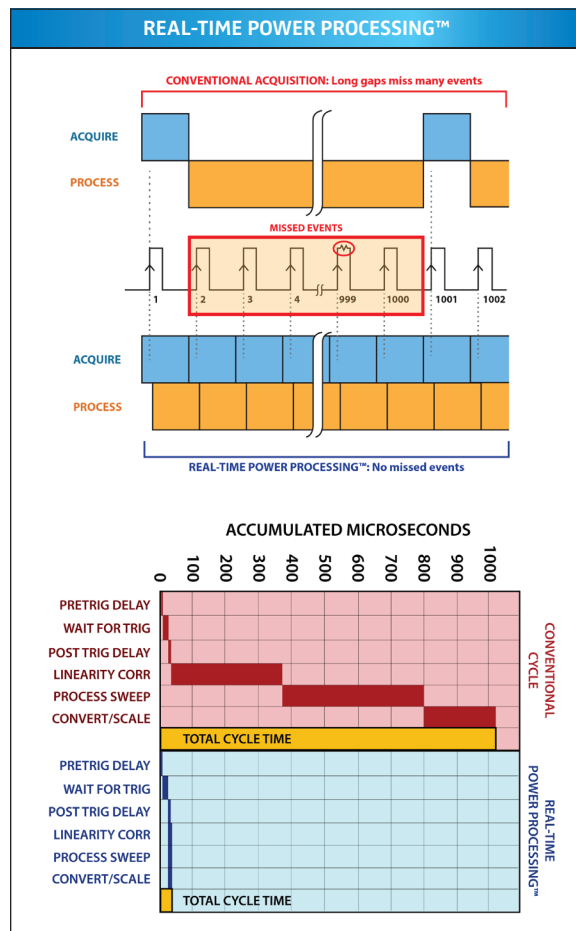 REAL-TIME POWER PROCESSING™
CONVENTIONAL ACQUISITION: Long gaps miss many events
ACQUIRE
PROCESS
MISSED EVENTS
1 2 3 4 999 1000 1001 1002
ACQUIRE
PROCESS
REAL-TIME POWER PROCESSING™: No missed events
ACCUMULATED MICROSECONDS
0 100 200 300 400 500 600 700 800 900 1000
PRETRIG DELAY
WAIT FOR TRIG
POST TRIG DELAY
LINEARITY CORR
PROCESS SWEEP
CONVERT/SCALE
TOTAL CYCLE TIME
CONVENTIONAL
CYCLE
PRETRIG DELAY
WAIT FOR TRIG
POST TRIG DELAY
LINEARITY CORR
PROCESS SWEEP
CONVERT/SCALE
TOTAL CYCLE TIME
REAL-TIME
POWER PROCESSING™